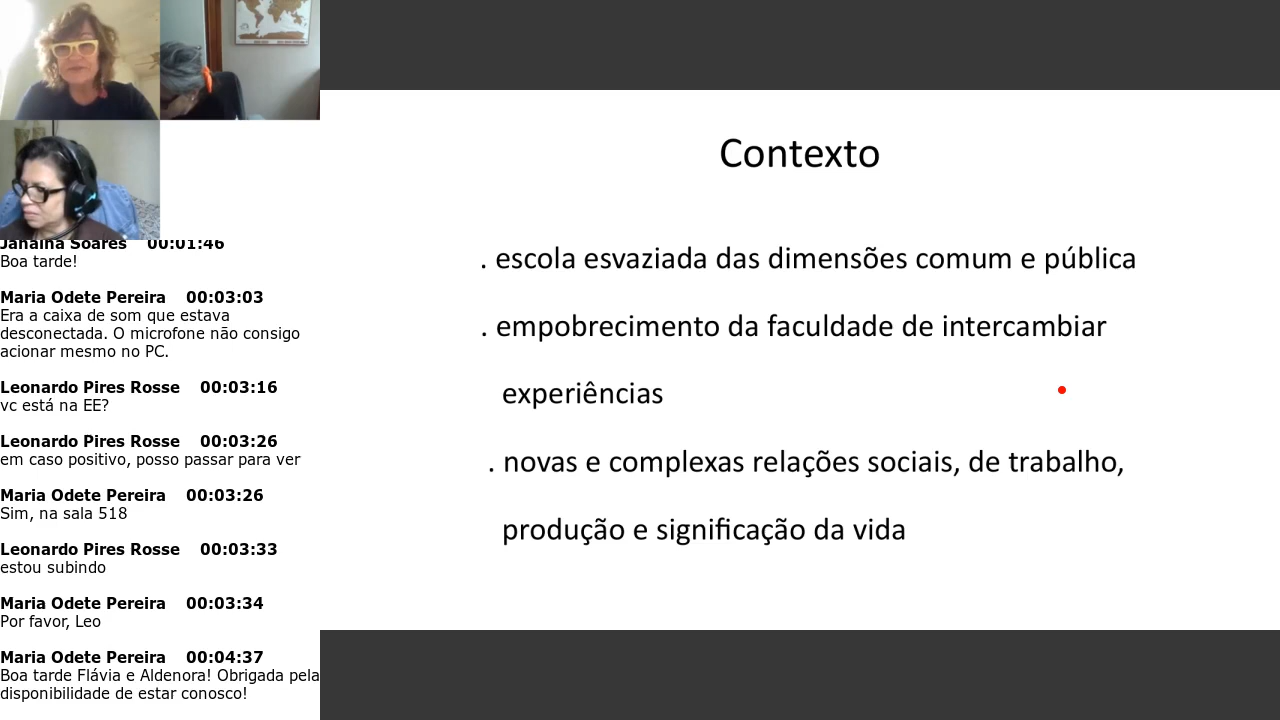 Janaína Soares 00:01:46
Boa tarde!
Maria Odete Pereira 00:03:03
Era a caixa de som que estava
desconectada. O microfone não consigo
acionar mesmo no PC.
Leonardo Pires Rosse 00:03:16
vc está na EE?
Leonardo Pires Rosse 00:03:26
em caso positivo, posso passar para ver
Maria Odete Pereira 00:03:26
Sim, na sala 518
Leonardo Pires Rosse 00:03:33
estou subindo
Maria Odete Pereira 00:03:34
Por favor, Leo
Maria Odete Pereira 00:04:37
Boa tarde Flávia e Aldenora! Obrigada pela
disponibilidade de estar conosco!
Contexto
. escola esvaziada das dimensões comum e pública
. empobrecimento da faculdade de intercambiar
experiências
. novas e complexas relações sociais, de trabalho,
produção e significação da vida